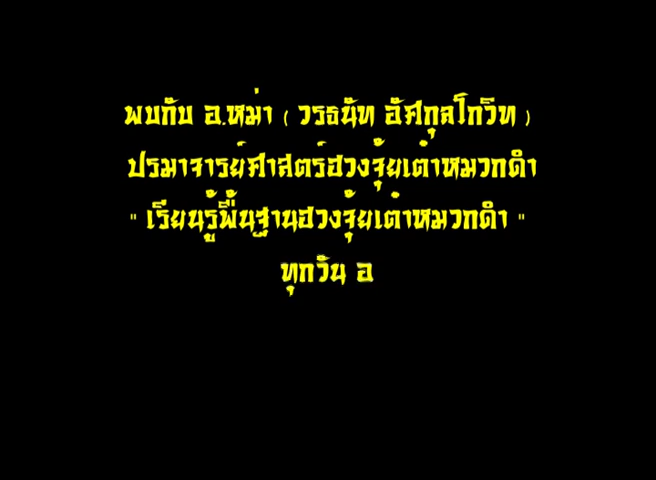 พบกับ อ.หม่า ( วรธนัท อัศกุลโกวิท )
ปรมาจารย์ศาสตร์ฮวงจุ้ยเต๋าหมวกดำ
" เรียนรู้พื้นฐานฮวงจุ้ยเต๋าหมวกดำ "
ทุกวัน อ